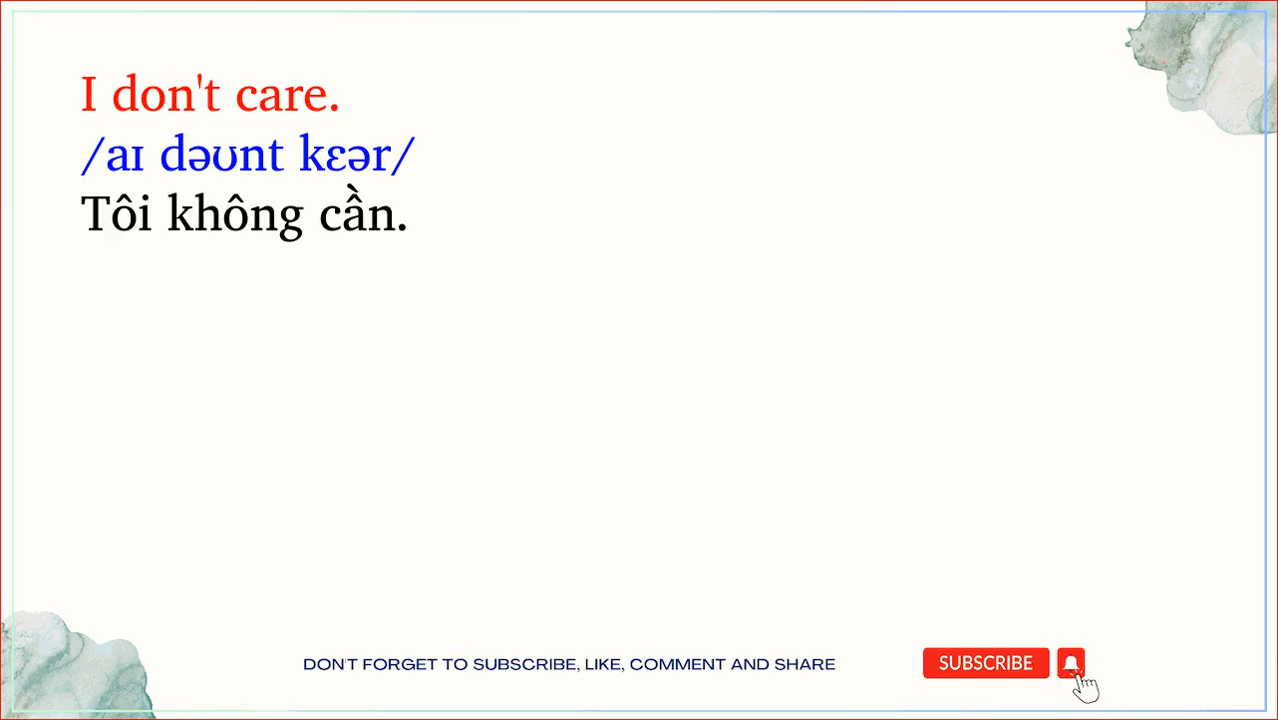 I don't care.
/aɪ dəʊnt kɛər/
Tôi không cần.
DON'T FORGET TO SUBSCRIBE, LIKE, COMMENT AND SHARE
SUBSCRIBE